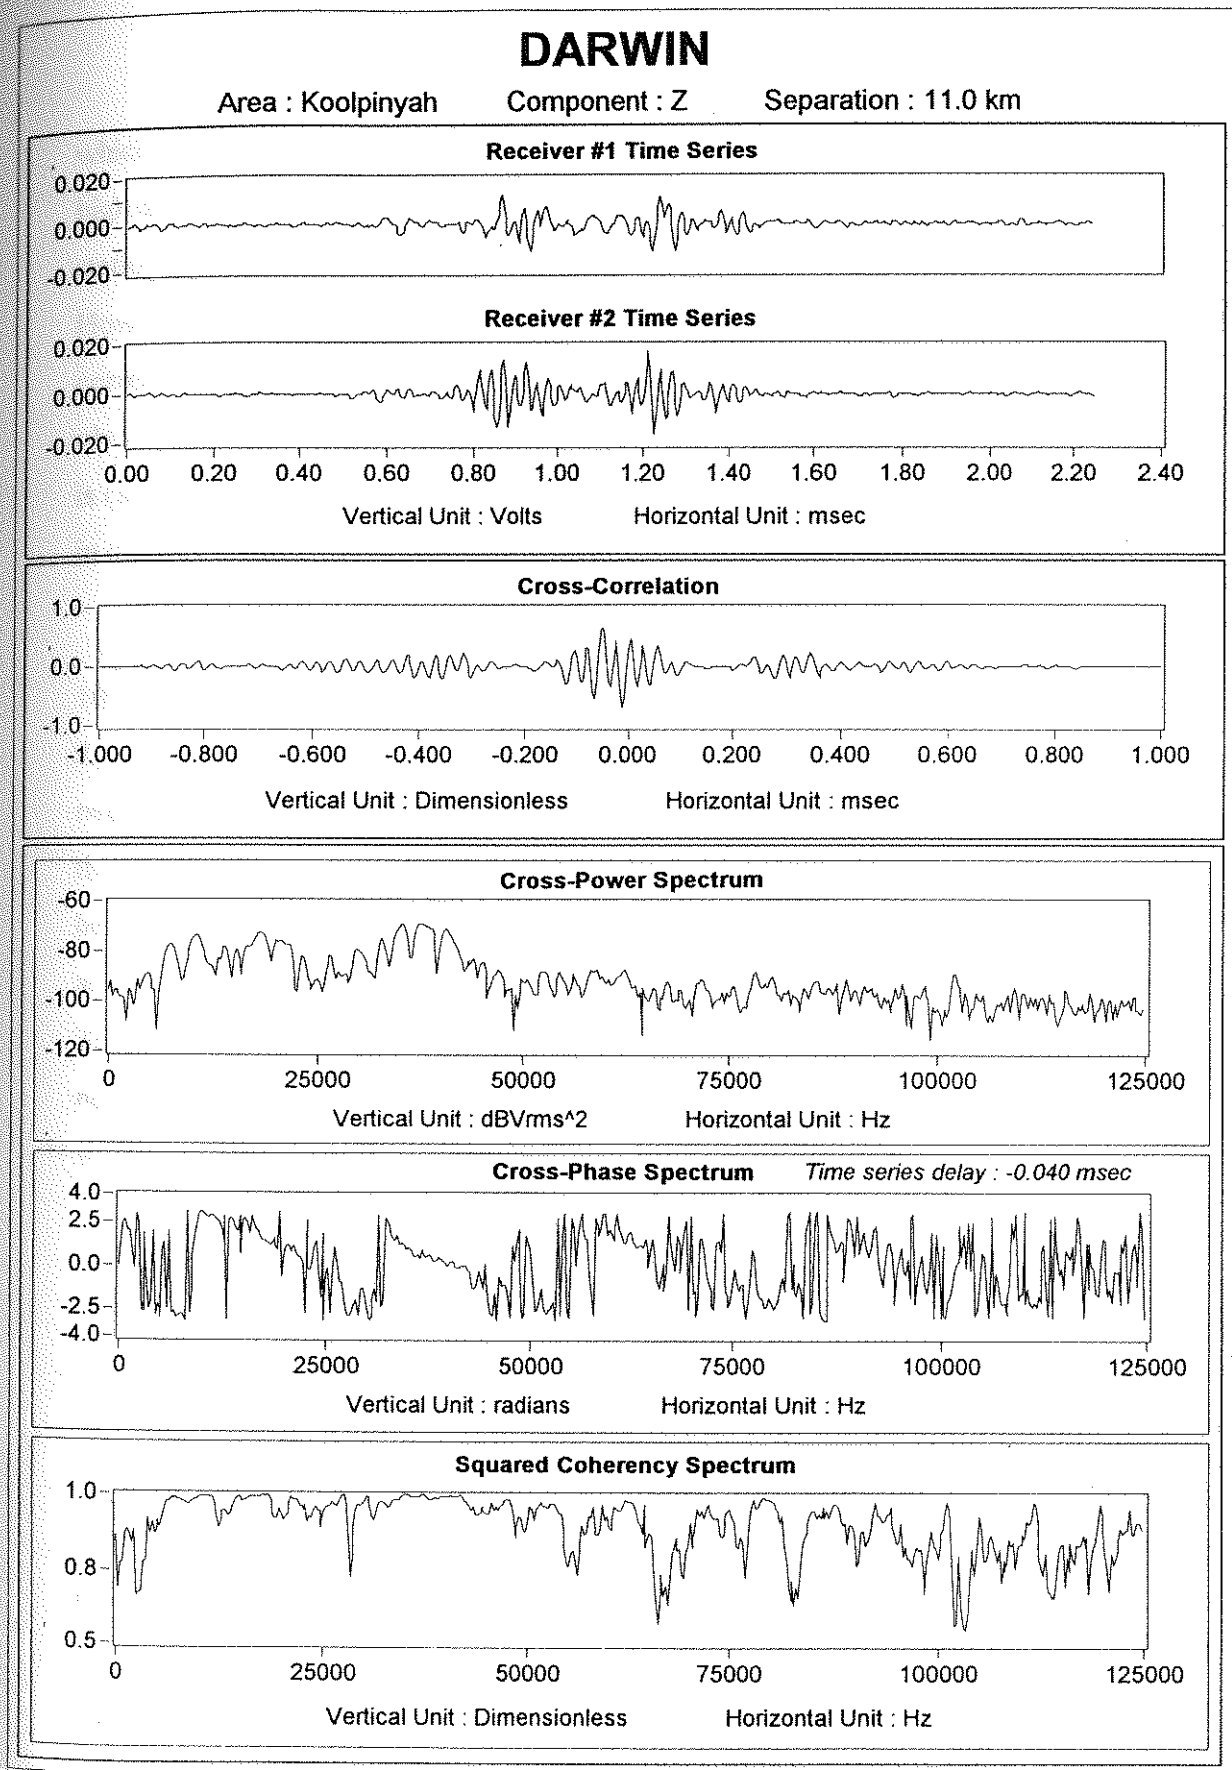 DARWIN
Area : Koolpinyah Component : Z Separation : 11.0 km
Receiver #1 Time Series
0.020
0.000
-0.020
Receiver #2 Time Series
0.020
0.000
-0.020
0.00 0.20 0.40 0.60 0.80 1.00 1.20 1.40 1.60 1.80 2.00 2.20 2.40
Vertical Unit : Volts Horizontal Unit : msec
Cross-Correlation
1.0
0.0
-1.0
-1.000 -0.800 -0.600 -0.400 -0.200 0.000 0.200 0.400 0.600 0.800 1.000
Vertical Unit : Dimensionless Horizontal Unit : msec
Cross-Power Spectrum
-60
-80
-100
-120
0 25000 50000 75000 100000 125000
Vertical Unit : dBVrms^2 Horizontal Unit : Hz
Cross-Phase Spectrum Time series delay : -0.040 msec
4.0
2.5
0.0
-2.5
-4.0
0 25000 50000 75000 100000 125000
Vertical Unit : radians Horizontal Unit : Hz
Squared Coherency Spectrum
1.0
0.8
0.5
0 25000 50000 75000 100000 125000
Vertical Unit : Dimensionless Horizontal Unit : Hz